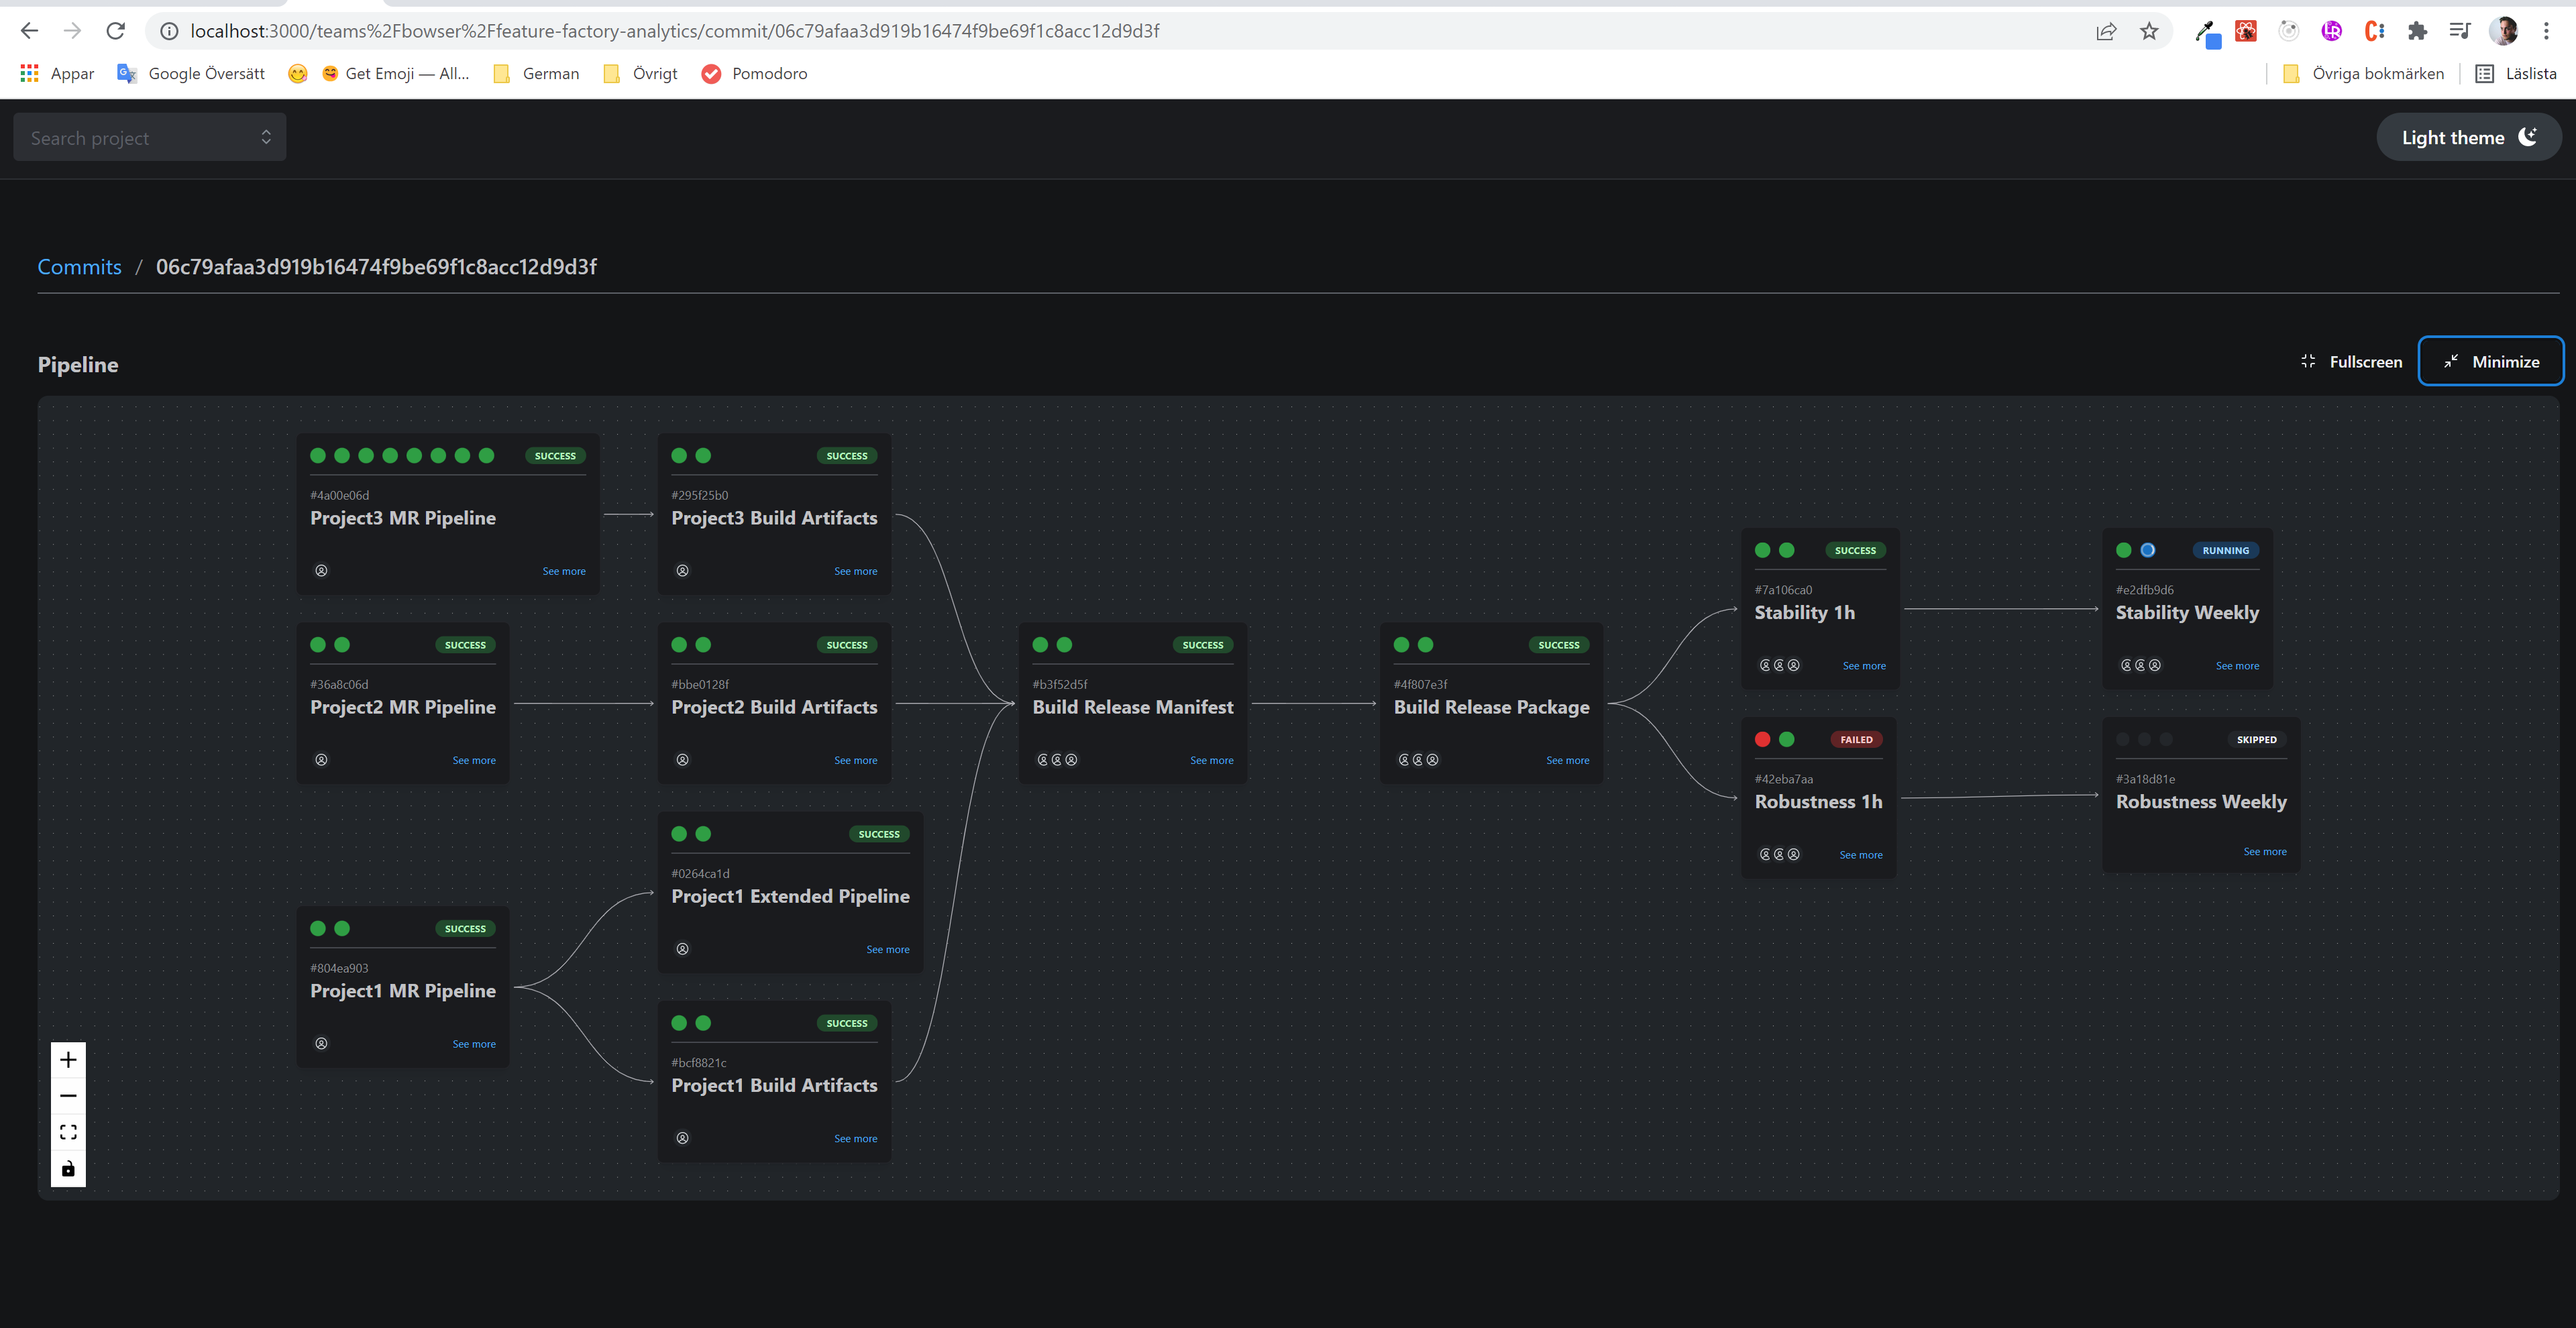 localhost:3000/teams%2Fbowser%2Ffeature-factory-analytics/commit/06c79afaa3d919b16474f9be69f1c8acc12d9d3f
Appar
Google Översätt
Get Emoji — All...
German
Övrigt
Pomodoro
Övriga bokmärken
Läslista
Search project
Light theme
Commits / 06c79afaa3d919b16474f9be69f1c8acc12d9d3f
Pipeline
Fullscreen
Minimize
SUCCESS
#4a00e06d
Project3 MR Pipeline
See more
SUCCESS
#295f25b0
Project3 Build Artifacts
See more
SUCCESS
#36a8c06d
Project2 MR Pipeline
See more
SUCCESS
#bbe0128f
Project2 Build Artifacts
See more
SUCCESS
#804ea903
Project1 MR Pipeline
See more
SUCCESS
#0264ca1d
Project1 Extended Pipeline
See more
SUCCESS
#bcf8821c
Project1 Build Artifacts
See more
SUCCESS
#b3f52d5f
Build Release Manifest
See more
SUCCESS
#4f807e3f
Build Release Package
See more
SUCCESS
#7a106ca0
Stability 1h
See more
RUNNING
#e2dfb9d6
Stability Weekly
See more
FAILED
#42eba7aa
Robustness 1h
See more
SKIPPED
#3a18d81e
Robustness Weekly
See more